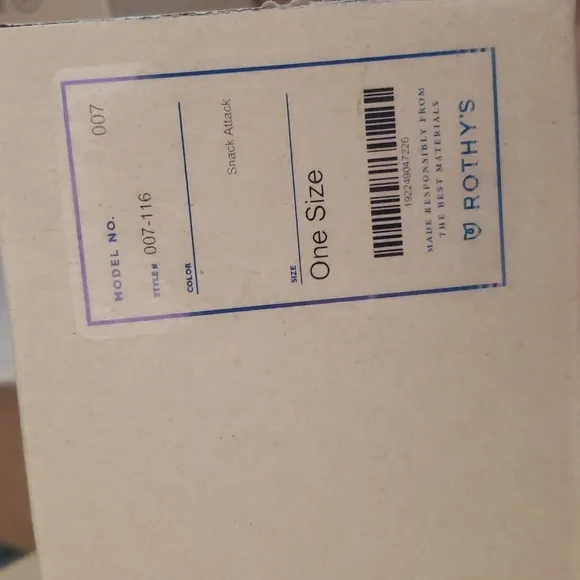 MODEL NO. 007
STYLE# 007-116
COLOR
Snack Attack
SIZE
One Size
192249047226
MADE RESPONSIBLY FROM
THE BEST MATERIALS
ROTHY'S